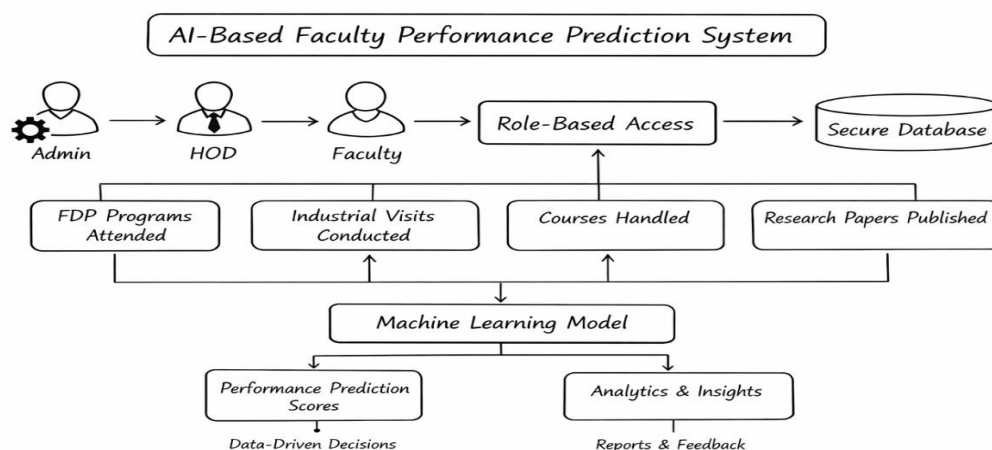 AI-Based Faculty Performance Prediction System
Admin
HOD
Faculty
Role-Based Access
Secure Database
FDP Programs
Attended
Industrial Visits
Conducted
Courses Handled
Research Papers Published
Machine Learning Model
Performance Prediction
Scores
Analytics & Insights
Data-Driven Decisions
Reports & Feedback